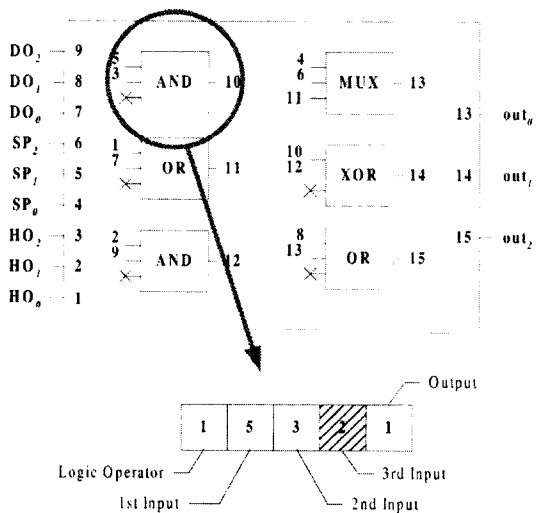 DO₂ 9
DO₁ 8
DO₀ 7
SP₂ 6
SP₁ 5
SP₀ 4
HO₂ 3
HO₁ 2
HO₀ 1
5
3
AND
10
1
7
OR
11
2
9
AND
12
4
6
11
MUX
13
10
12
XOR
14
8
13
OR
15
13 out₀
14 out₁
15 out₂
Output
1 5 3 2 1
Logic Operator
3rd Input
1st Input
2nd Input